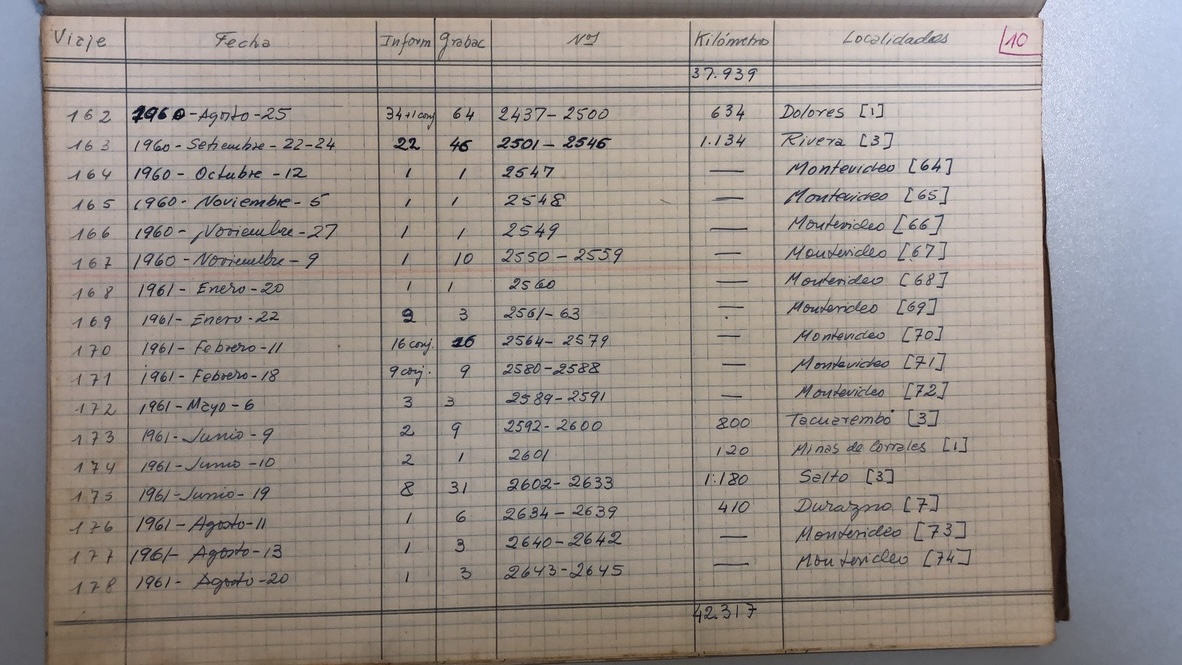 Viaje Fecha Inform Grabac Nos Kilómetro Localidades 10
37.939
162 1960-Agosto-25 34+1conj 64 2437-2500 634 Dolores [1]
163 1960-Setiembre-22-24 22 46 2501-2546 1.134 Rivera [3]
164 1960-Octubre-12 1 1 2547 — Montevideo [64]
165 1960-Noviembre-5 1 1 2548 — Montevideo [65]
166 1960-Noviembre-27 1 1 2549 — Montevideo [66]
167 1960-Noviembre-9 1 10 2550-2559 — Montevideo [67]
168 1961-Enero-20 1 1 2560 — Montevideo [68]
169 1961-Enero-22 2 3 2561-63 — Montevideo [69]
170 1961-Febrero-11 16 conj. 16 2564-2579 — Montevideo [70]
171 1961-Febrero-18 9 conj. 9 2580-2588 — Montevideo [71]
172 1961-Mayo-6 3 3 2589-2591 — Montevideo [72]
173 1961-Junio-9 2 9 2592-2600 800 Tacuarembó [3]
174 1961-Junio-10 2 1 2601 120 Minas de Corrales [1]
175 1961-Junio-19 8 31 2602-2633 1.180 Salto [3]
176 1961-Agosto-11 1 6 2634-2639 410 Durazno [7]
177 1961-Agosto-13 1 3 2640-2642 — Montevideo [73]
178 1961-Agosto-20 1 3 2643-2645 — Montevideo [74]
42.317